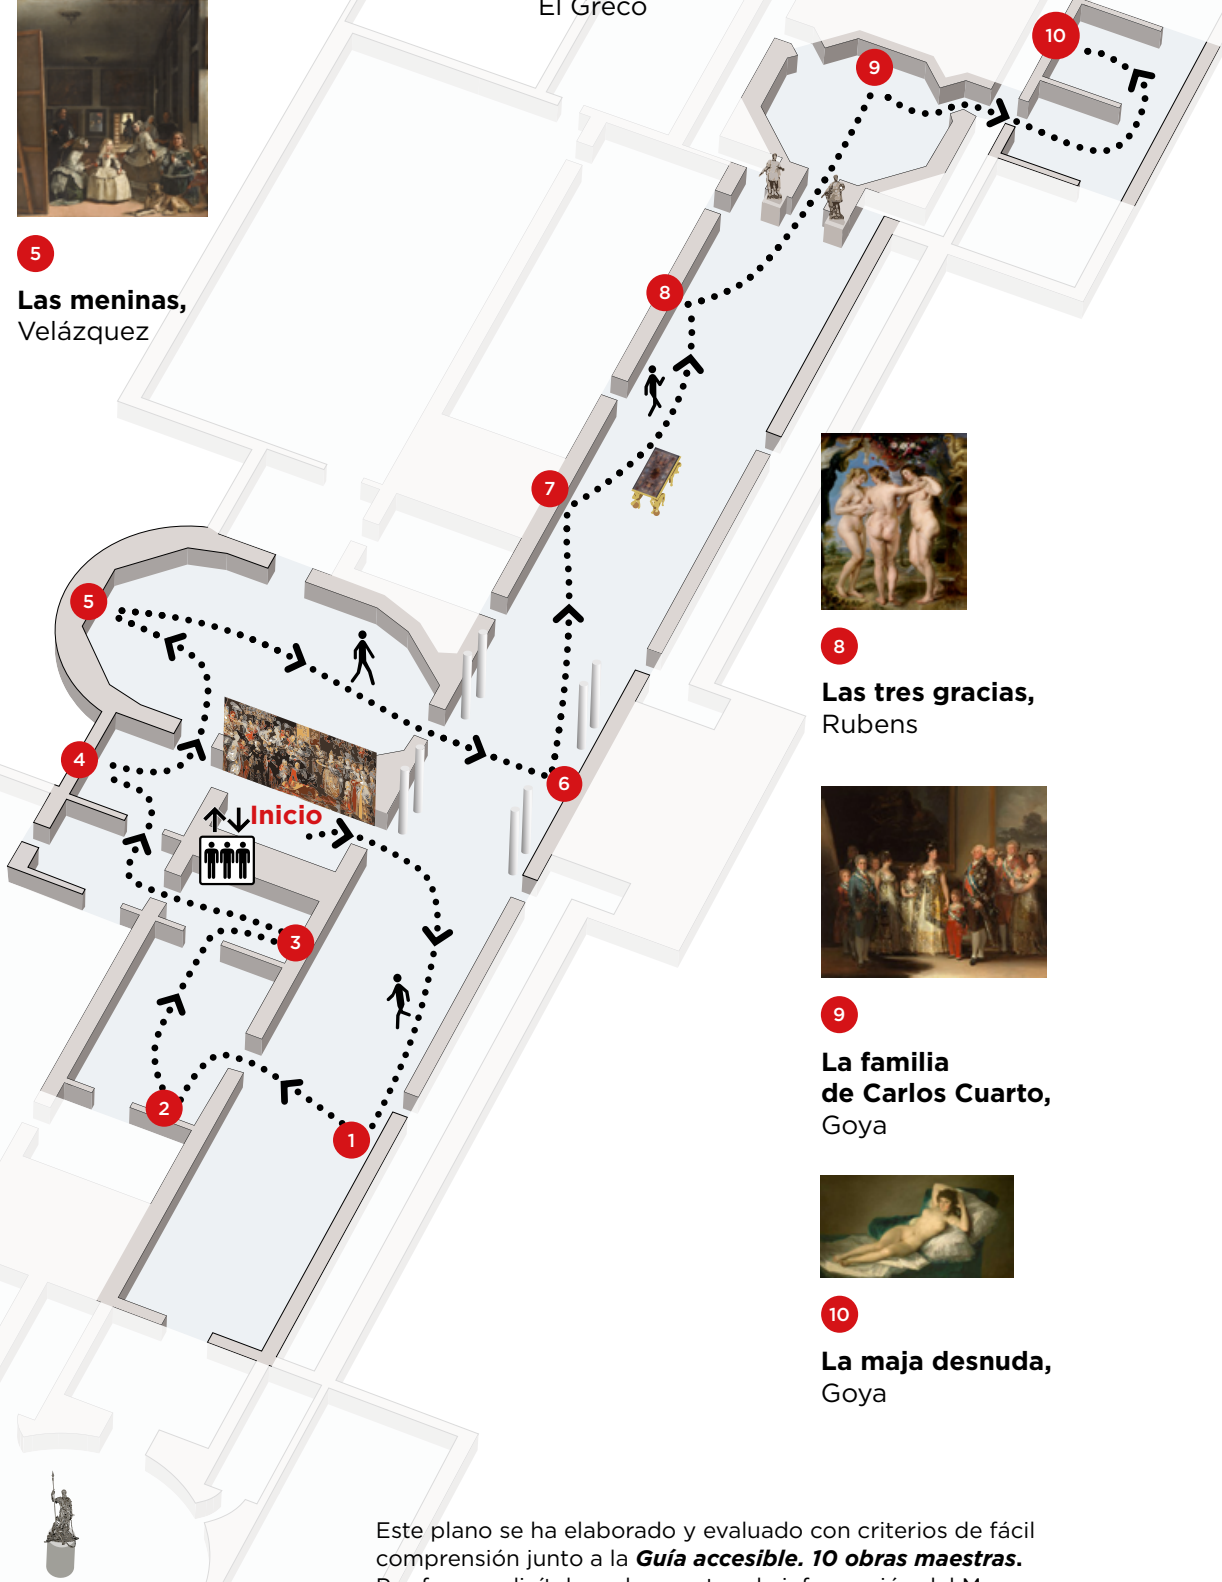 El Greco
5
Las meninas,
Velázquez
10
9
8
7
5
4
6
Inicio
3
2
1
8
Las tres gracias,
Rubens
9
La familia
de Carlos Cuarto,
Goya
10
La maja desnuda,
Goya
Este plano se ha elaborado y evaluado con criterios de fácil
comprensión junto a la Guía accesible. 10 obras maestras.